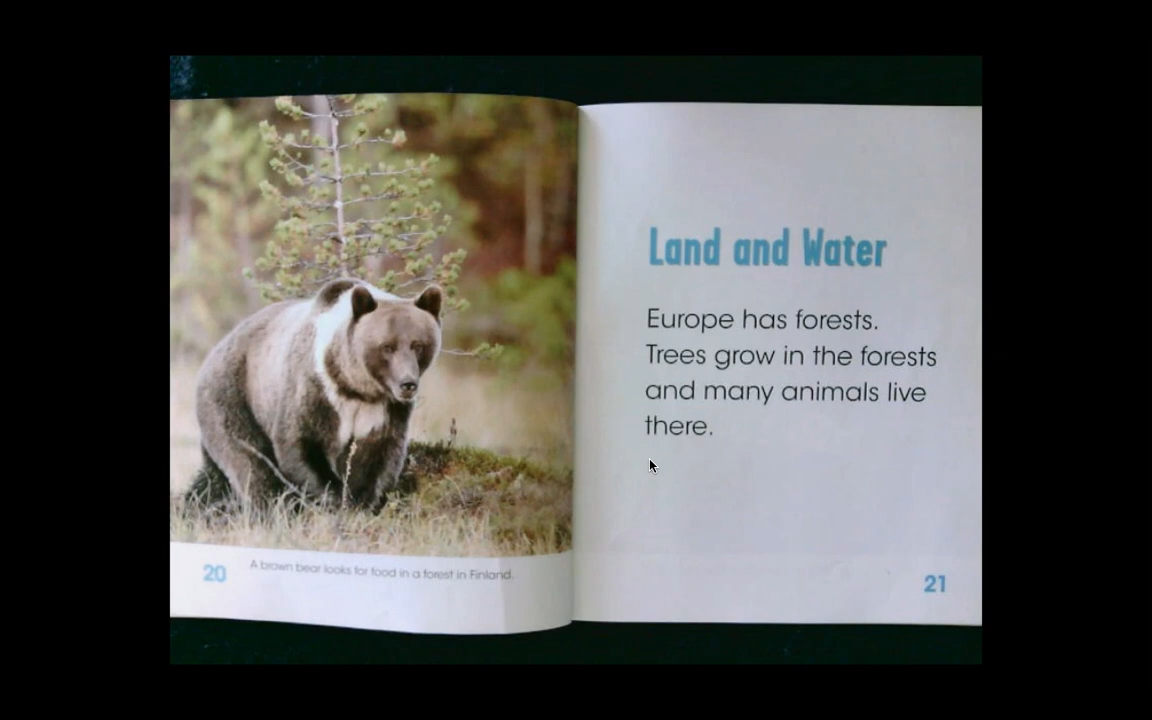 20
A brown bear looks for food in a forest in Finland.
Land and Water
Europe has forests.
Trees grow in the forests
and many animals live
there.
21